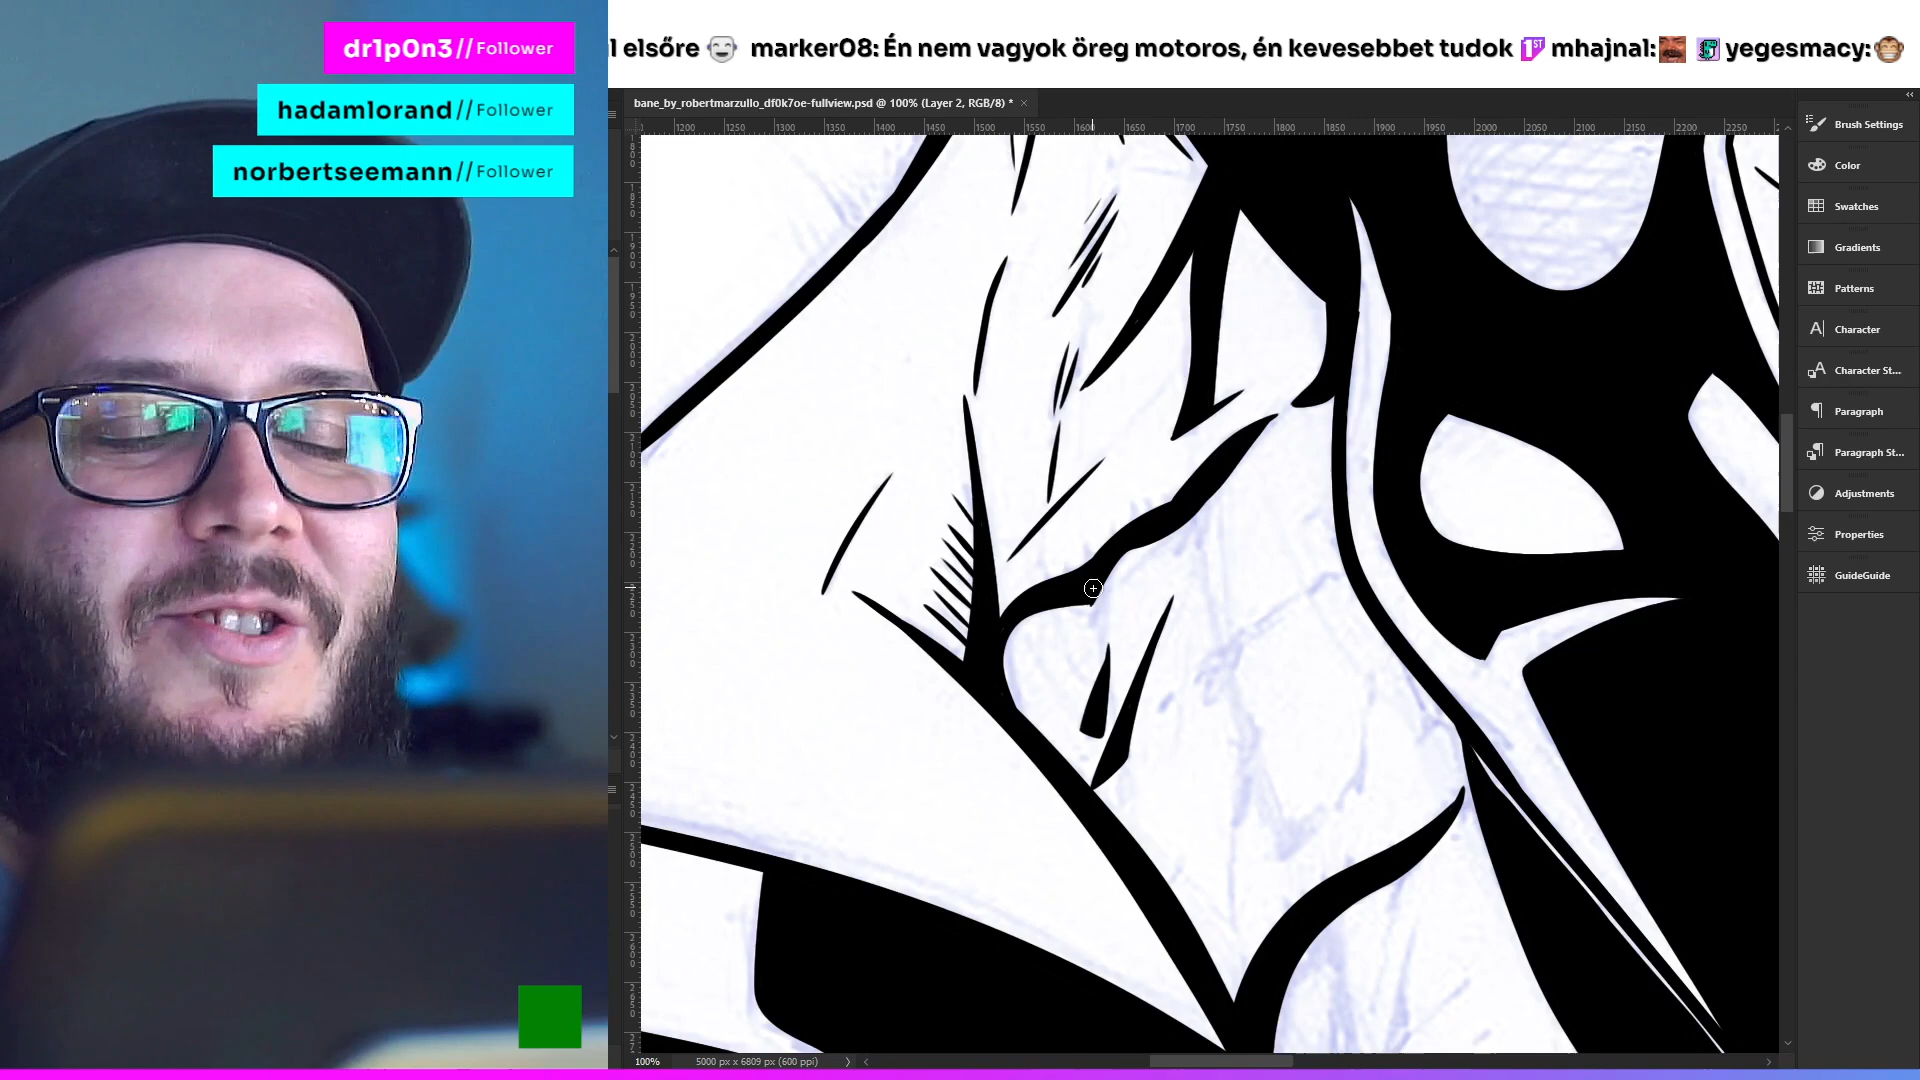 dr1p0n3//Follower
hadamlorand//Follower
norbertseemann//Follower
l elsőre marker08: Én nem vagyok öreg motoros, én kevesebbet tudok 1ST mhajnal: yegesmacy:
bane_by_robertmarzullo_df0k7oe-fullview.psd @ 100% (Layer 2, RGB/8) * ×
1200 1250 1300 1350 1400 1450 1500 1550 1600 1650 1700 1750 1800 1850 1900 1950 2000 2050 2100 2150 2200 2250
Brush Settings
Color
Swatches
Gradients
Patterns
Character
Character St...
Paragraph
Paragraph St...
Adjustments
Properties
GuideGuide
100% 5000 px x 6809 px (600 ppi)